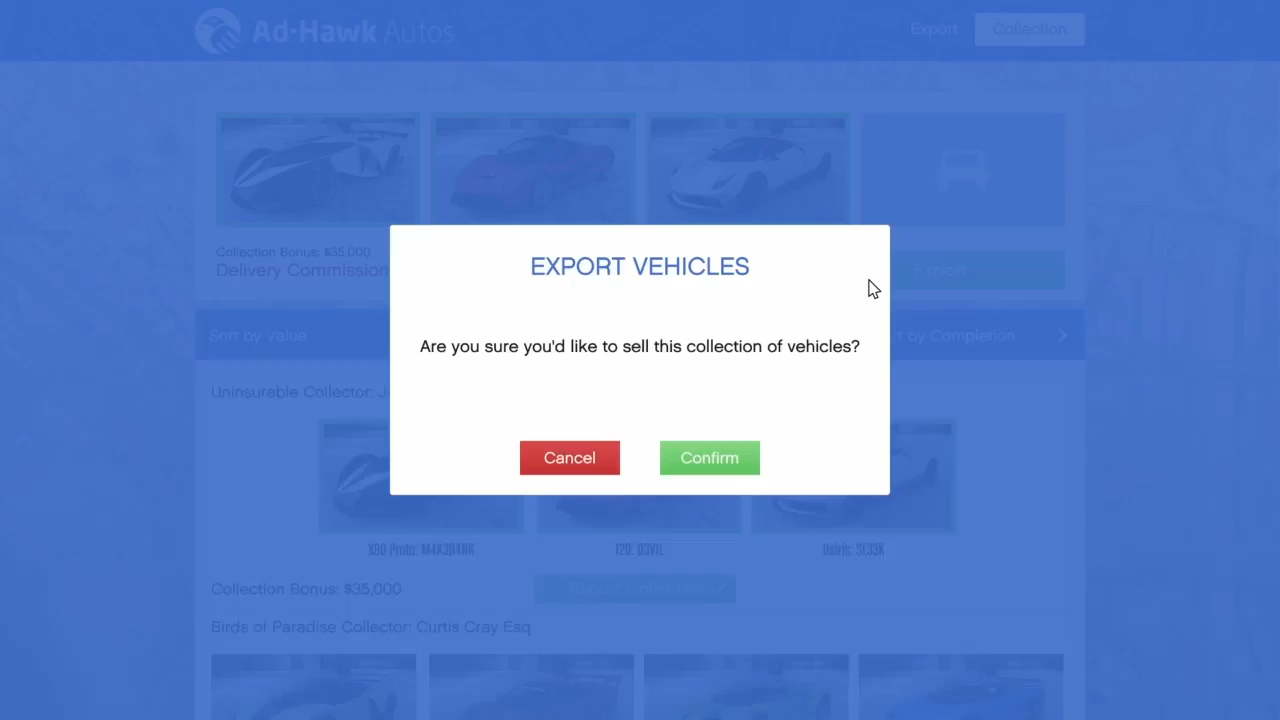 Ad-Hawk Autos
Export
Collection
Collection Bonus: $35,000
Delivery Commission
Export
EXPORT VEHICLES
Are you sure you'd like to sell this collection of vehicles?
Cancel
Confirm
Sort by Value
t by Completion
Uninsurable Collector: J
X80 Proto: M4K3B4NK
T20: D3V1L
Osiris: SL33K
Collection Bonus: $35,000
Birds of Paradise Collector: Curtis Cray Esq